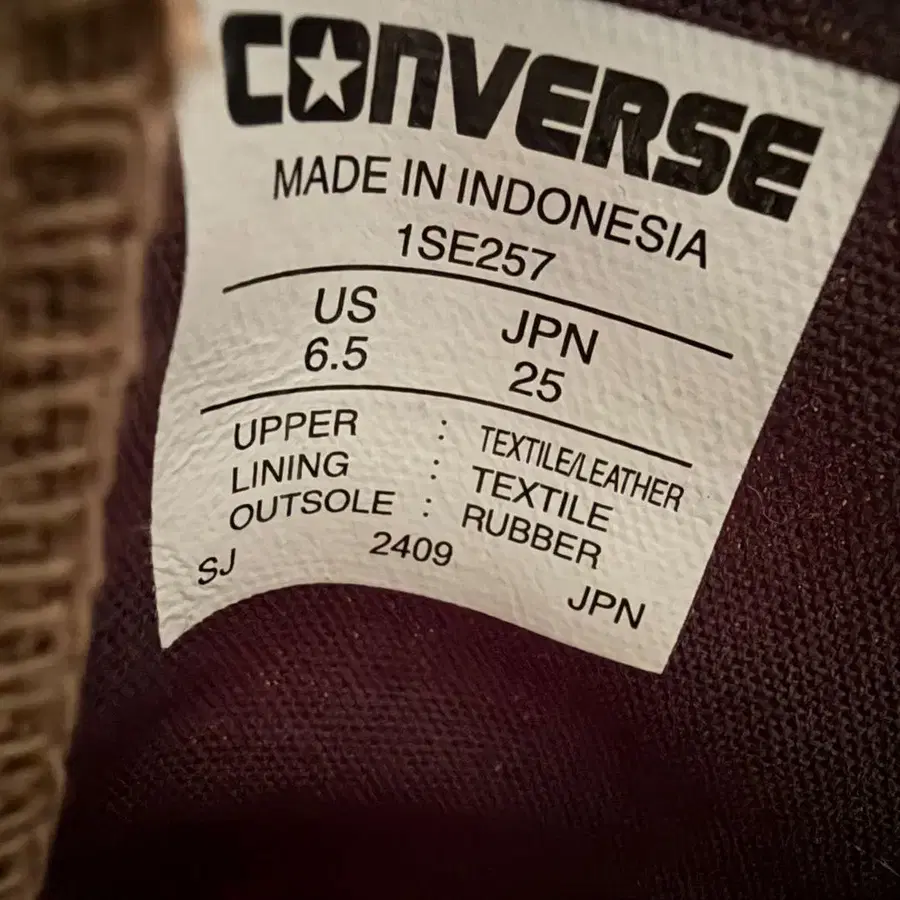 CONVERSE
MADE IN INDONESIA
1SE257
US JPN
6.5 25
UPPER : TEXTILE/LEATHER
LINING : TEXTILE
OUTSOLE : RUBBER
SJ 2409 JPN